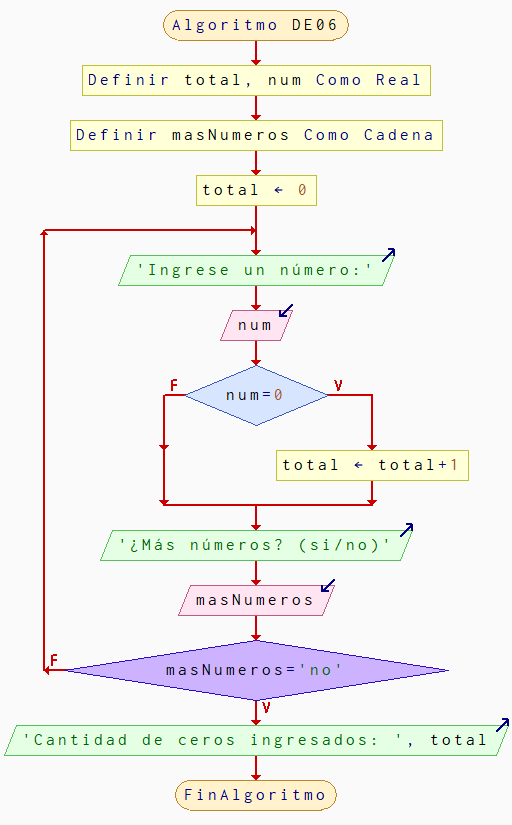 Algoritmo DE06
Definir total, num Como Real
Definir masNumeros Como Cadena
total ← 0
'Ingrese un número:'
num
num=0
F
V
total ← total+1
'¿Más números? (si/no)'
masNumeros
F
masNumeros='no'
V
'Cantidad de ceros ingresados: ', total
FinAlgoritmo